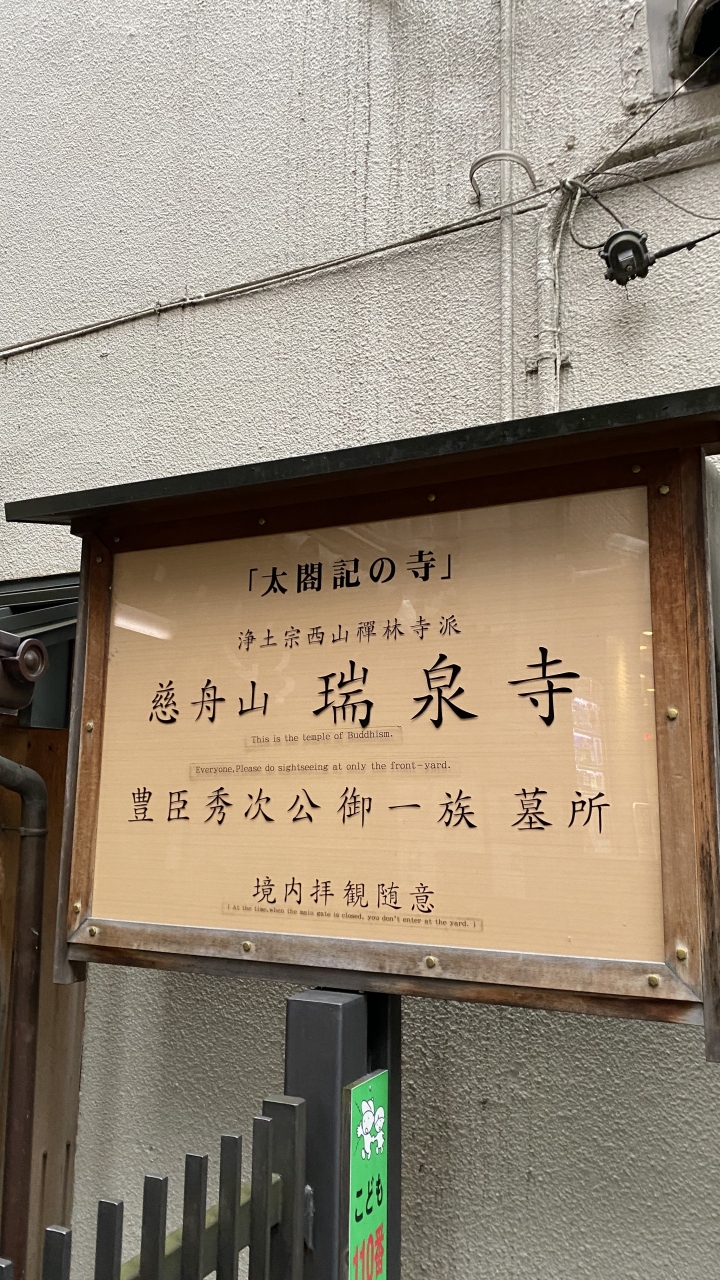 「太閤記の寺」
浄土宗西山禪林寺派
慈舟山 瑞泉寺
This is the temple of Buddhism.
Everyone,Please do sightseeing at only the front-yard.
豊臣秀次公御一族 墓所
境内拝観随意
( At the time,when the main gate is closed, you don't enter at the yard. )
こども
110番